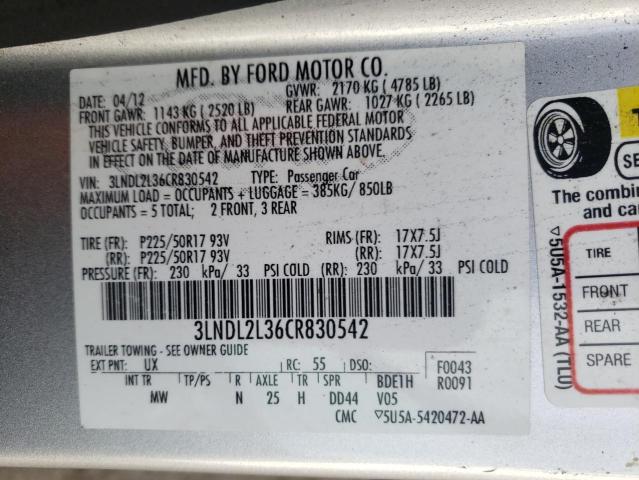 MFD. BY FORD MOTOR CO.
DATE: 04/12 GVWR: 2170 KG ( 4785 LB)
FRONT GAWR: 1143 KG ( 2520 LB) REAR GAWR: 1027 KG ( 2265 LB)
THIS VEHICLE CONFORMS TO ALL APPLICABLE FEDERAL MOTOR
VEHICLE SAFETY, BUMPER, AND THEFT PREVENTION STANDARDS
IN EFFECT ON THE DATE OF MANUFACTURE SHOWN ABOVE.
VIN: 3LNDL2L36CR830542 TYPE: Passenger Car
MAXIMUM LOAD = OCCUPANTS + LUGGAGE = 385KG/ 850LB
OCCUPANTS = 5 TOTAL; 2 FRONT, 3 REAR
TIRE (FR): P225/50R17 93V RIMS (FR): 17X7.5J
(RR): P225/50R17 93V (RR): 17X7.5J
PRESSURE (FR): 230 kPa/ 33 PSI COLD (RR): 230 kPa/ 33 PSI COLD
3LNDL2L36CR830542
TRAILER TOWING - SEE OWNER GUIDE
EXT PNT: UX RC: 55 DSO: F0043
INT TR TP/PS R AXLE TR SPR BDE1H R0091
MW N 25 H DD44 V05
CMC ▽5U5A-5420472-AA
The combin
and ca
TIRE
FRONT
REAR
SPARE
▽5U5A-1532-AA (TLU)